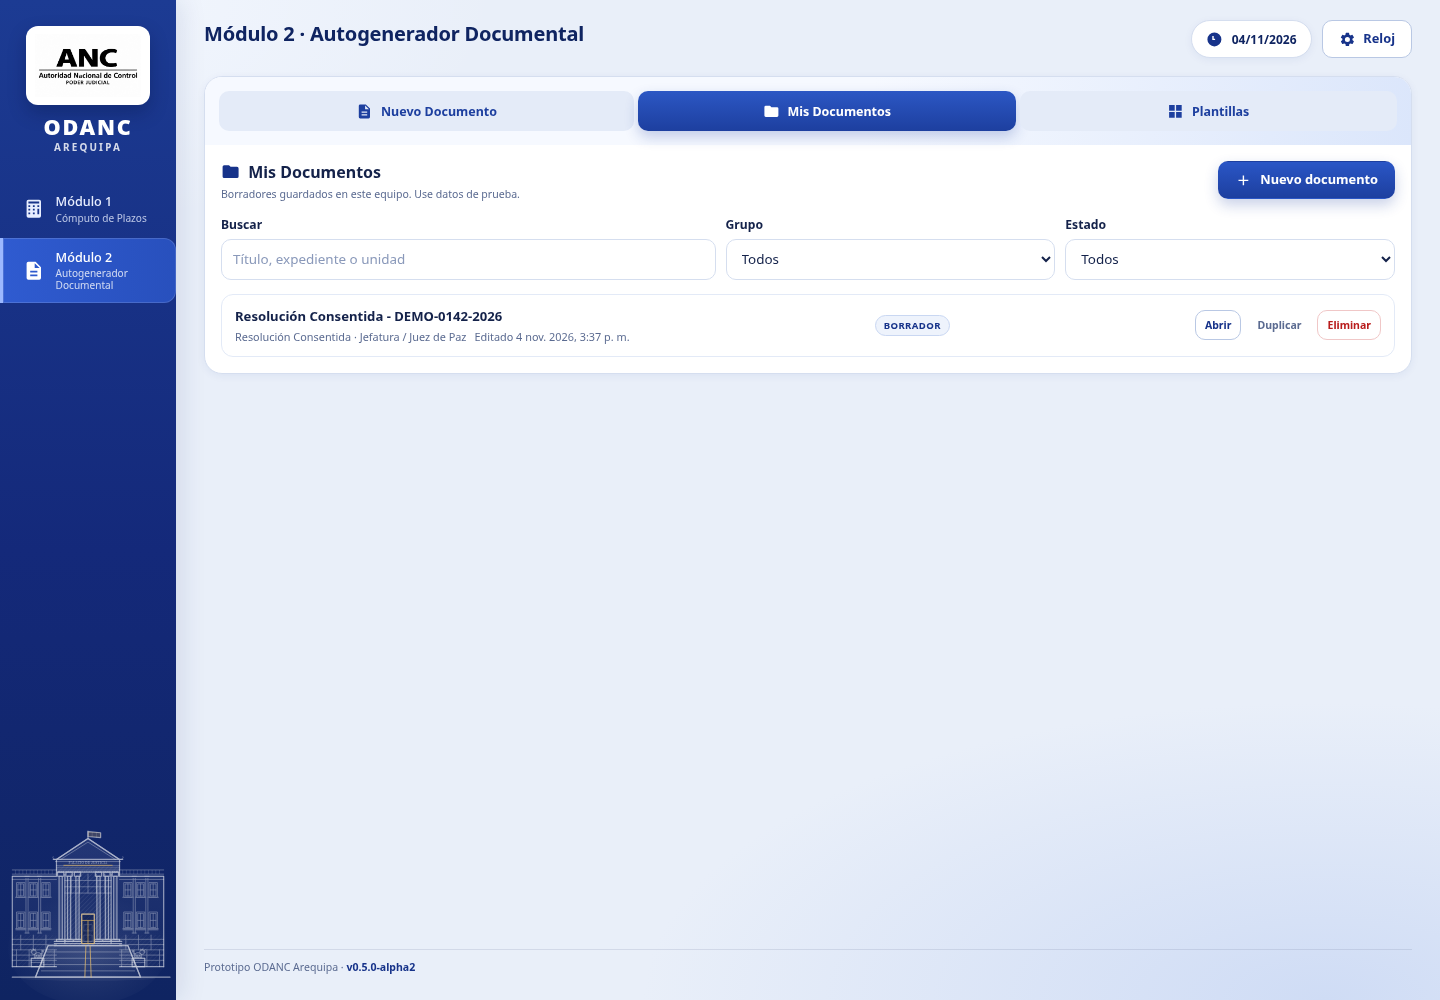 ANC
Autoridad Nacional de Control
PODER JUDICIAL
ODANC
AREQUIPA
Módulo 1
Cómputo de Plazos
Módulo 2
Autogenerador
Documental
Módulo 2 · Autogenerador Documental
04/11/2026
Reloj
Nuevo Documento
Mis Documentos
Plantillas
Mis Documentos
Borradores guardados en este equipo. Use datos de prueba.
Nuevo documento
Buscar
Grupo
Estado
Título, expediente o unidad
Todos
Todos
Resolución Consentida - DEMO-0142-2026
Resolución Consentida · Jefatura / Juez de Paz Editado 4 nov. 2026, 3:37 p. m.
BORRADOR
Abrir
Duplicar
Eliminar
Prototipo ODANC Arequipa · v0.5.0-alpha2